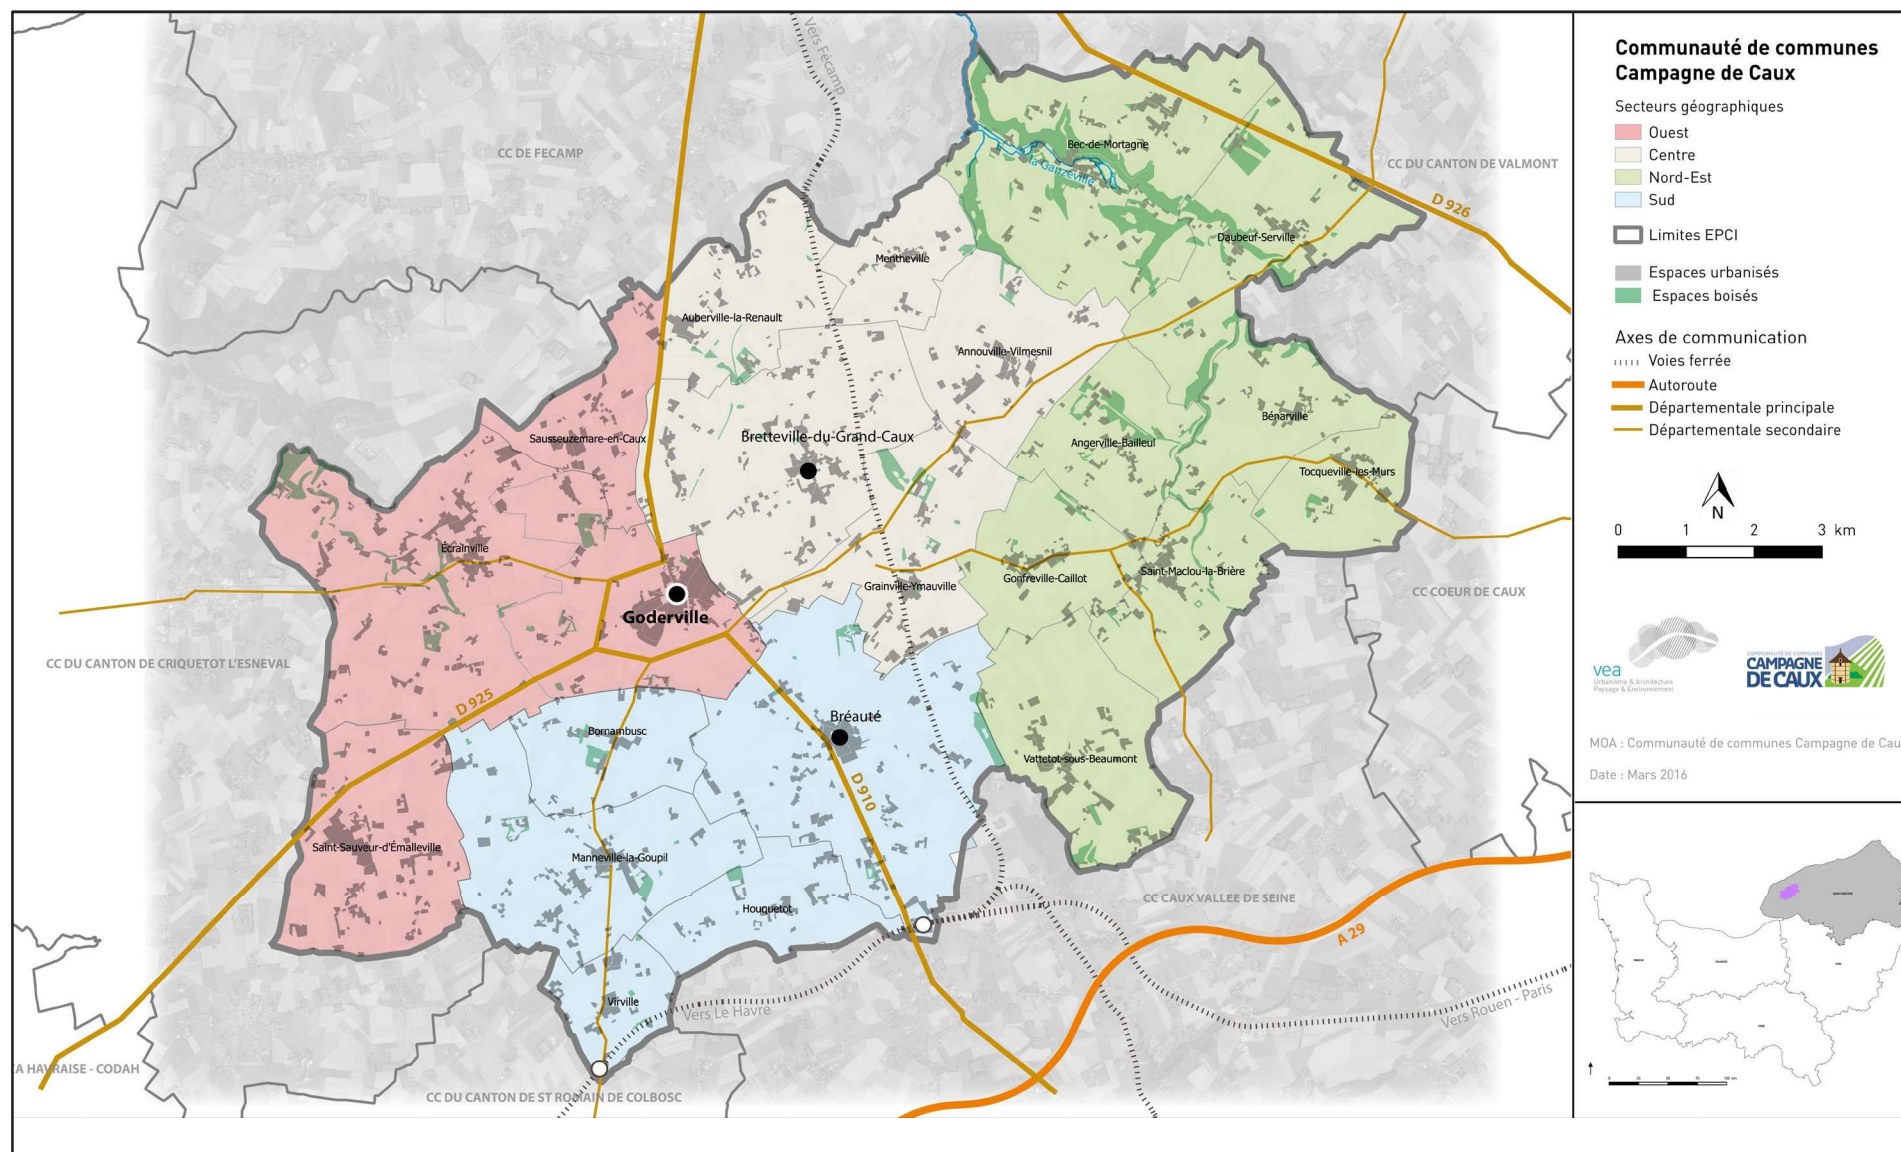 Vers Fécamp
CC DE FECAMP
CC DU CANTON DE VALMONT
Bec-de-Mortagne
la Ganzeville
D 926
Daubeuf-Serville
Mentheville
Auberville-la-Renault
Annouville-Vilmesnil
Bénarville
Sausseuzemare-en-Caux
Bretteville-du-Grand-Caux
Angerville-Bailleul
Tocqueville-les-Murs
Écrainville
Goderville
Grainville-Ymauville
Gonfreville-Caillot
Saint-Maclou-la-Brière
CC COEUR DE CAUX
CC DU CANTON DE CRIQUETOT L'ESNEVAL
D 925
Bornambusc
Bréauté
Vattetot-sous-Beaumont
D 910
Saint-Sauveur-d'Émalleville
Manneville-la-Goupil
Houquetot
CC CAUX VALLEE DE SEINE
A 29
Virville
Vers Le Havre
Vers Rouen - Paris
A HAVRAISE - CODAH
CC DU CANTON DE ST ROMAIN DE COLBOSC
Communauté de communes
Campagne de Caux
Secteurs géographiques
Ouest
Centre
Nord-Est
Sud
Limites EPCI
Espaces urbanisés
Espaces boisés
Axes de communication
Voies ferrée
Autoroute
Départementale principale
Départementale secondaire
N
0 1 2 3 km
vea
Urbanisme & Architecture
Paysage & Environnement
COMMUNAUTÉ DE COMMUNES
CAMPAGNE
DE CAUX
MOA : Communauté de communes Campagne de Cau
Date : Mars 2016